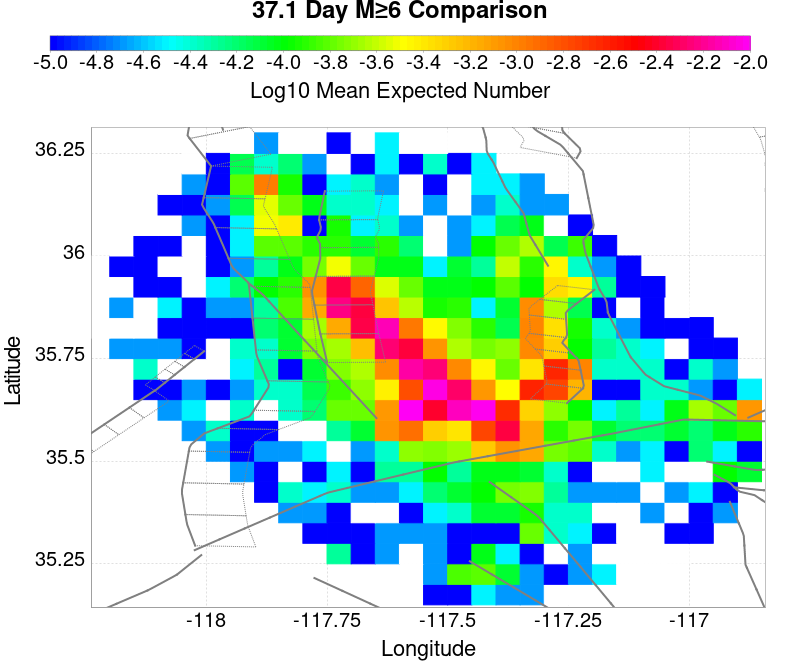 37.1 Day M≥6 Comparison
-5.0 -4.8 -4.6 -4.4 -4.2 -4.0 -3.8 -3.6 -3.4 -3.2 -3.0 -2.8 -2.6 -2.4 -2.2 -2.0
Log10 Mean Expected Number
36.25
36
35.75
35.5
35.25
Latitude
-118 -117.75 -117.5 -117.25 -117
Longitude